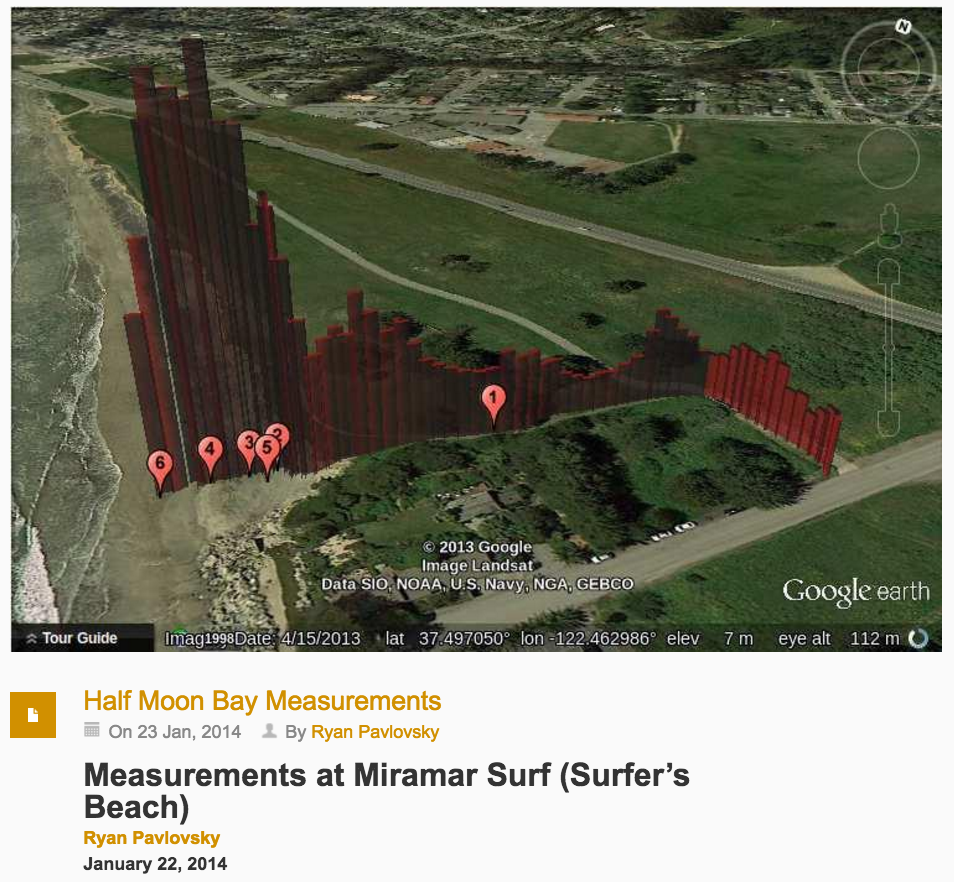 N
1
2
3
4
5
6
© 2013 Google
Image Landsat
Data SIO, NOAA, U.S. Navy, NGA, GEBCO
Google earth
Tour Guide
Imag1998Date: 4/15/2013 lat 37.497050° lon -122.462986° elev 7 m eye alt 112 m
Half Moon Bay Measurements
On 23 Jan, 2014 By Ryan Pavlovsky
Measurements at Miramar Surf (Surfer’s
Beach)
Ryan Pavlovsky
January 22, 2014